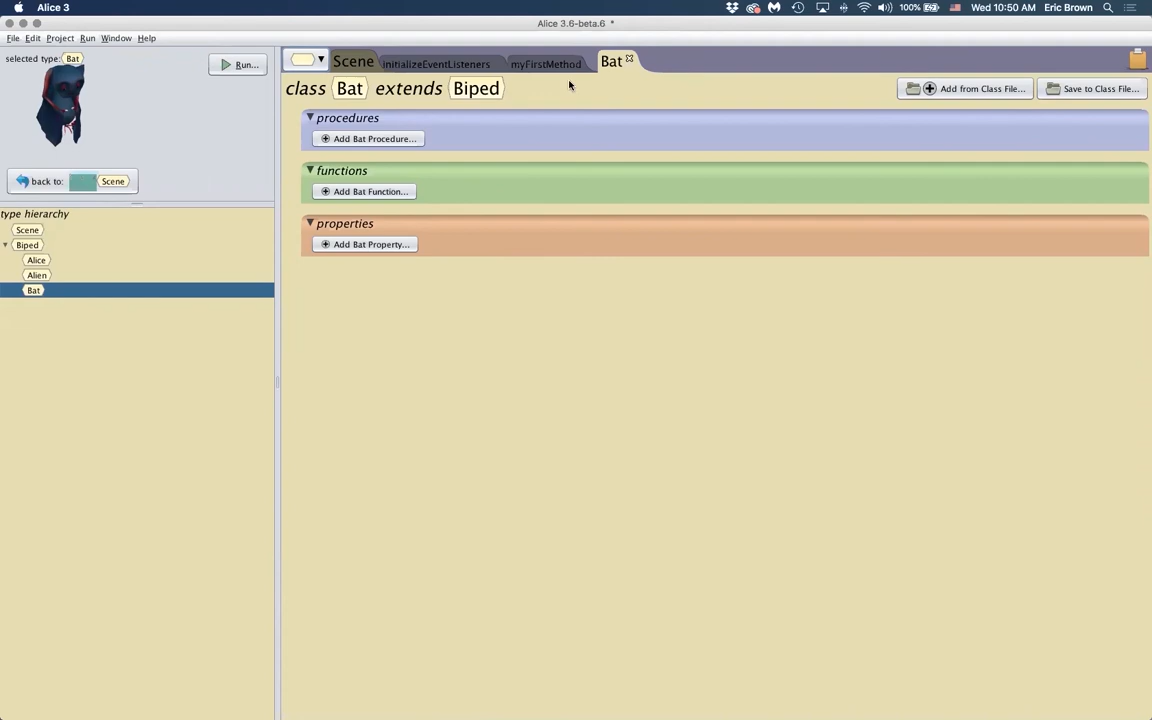 Alice 3
100%
Wed 10:50 AM Eric Brown
Alice 3.6-beta.6 *
File Edit Project Run Window Help
selected type: Bat
Run...
back to: Scene
type hierarchy
Scene
Biped
Alice
Alien
Bat
Scene initializeEventListeners myFirstMethod Bat
class Bat extends Biped
Add from Class File... Save to Class File...
procedures
Add Bat Procedure...
functions
Add Bat Function...
properties
Add Bat Property...